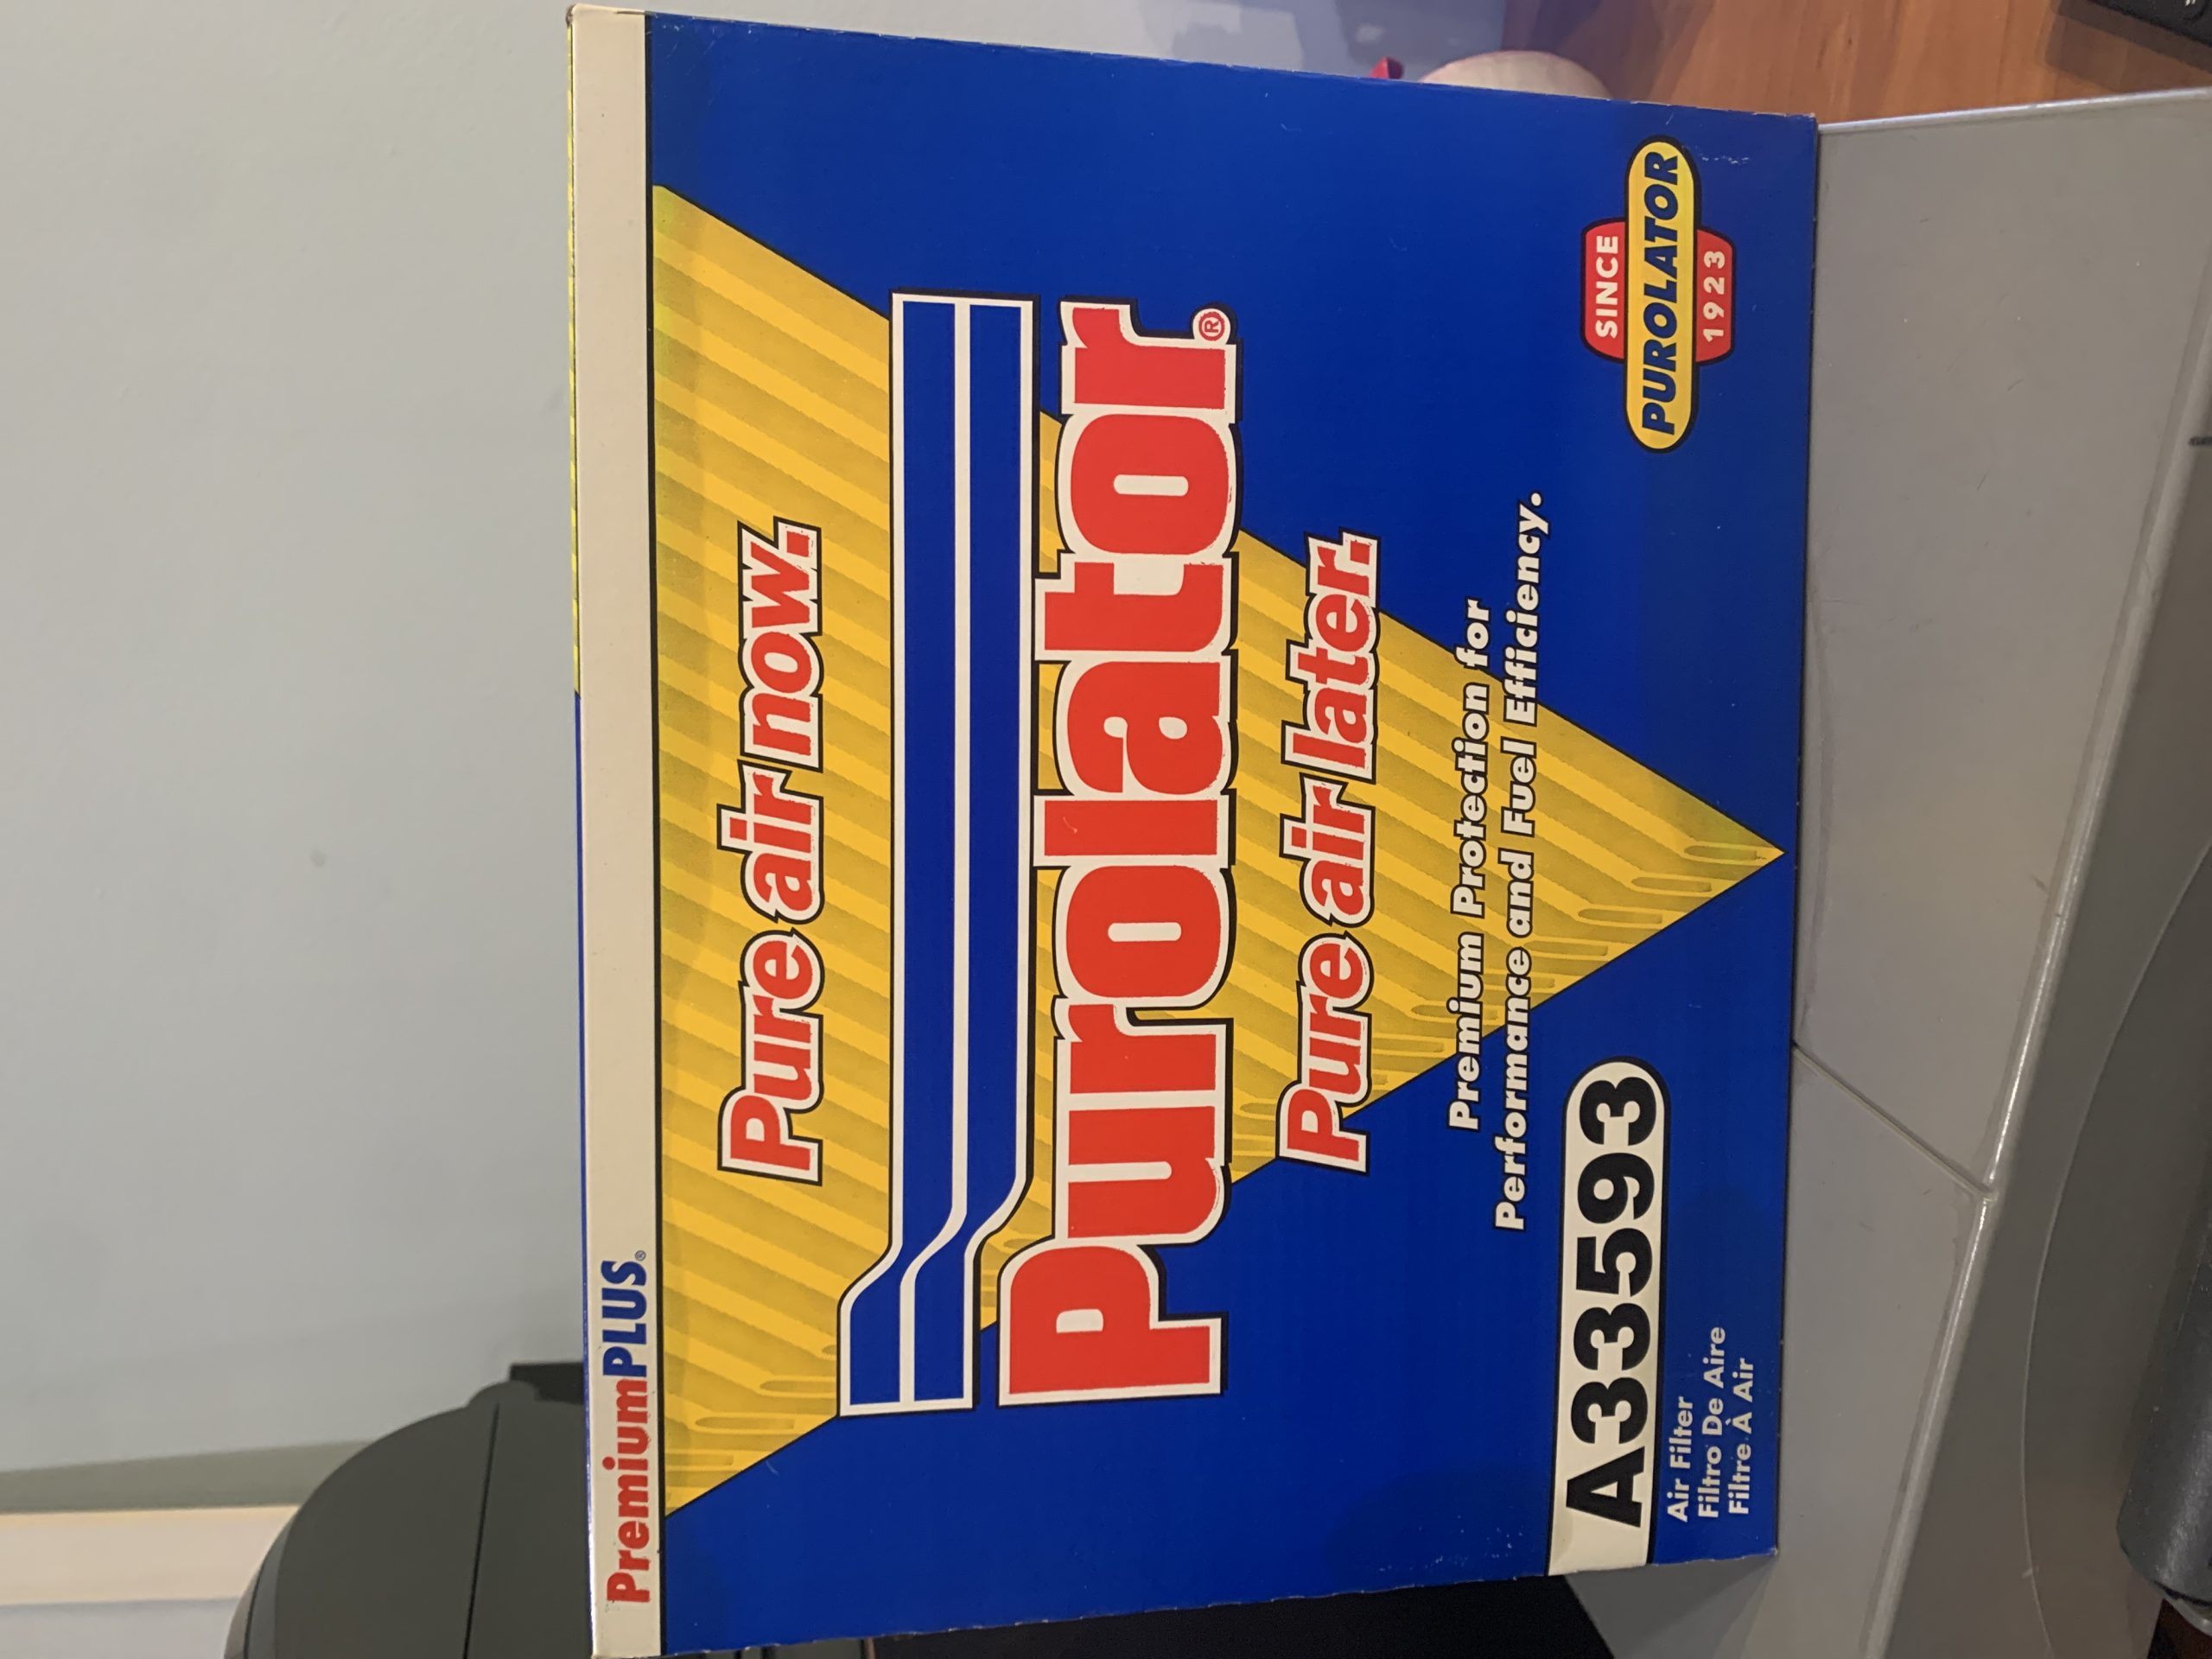 PremiumPLUS®
Pure air now.
Purolator®
Pure air later.
Premium Protection for
Performance and Fuel Efficiency.
A33593
Air Filter
Filtro De Aire
Filtre À Air
SINCE
PUROLATOR
1923